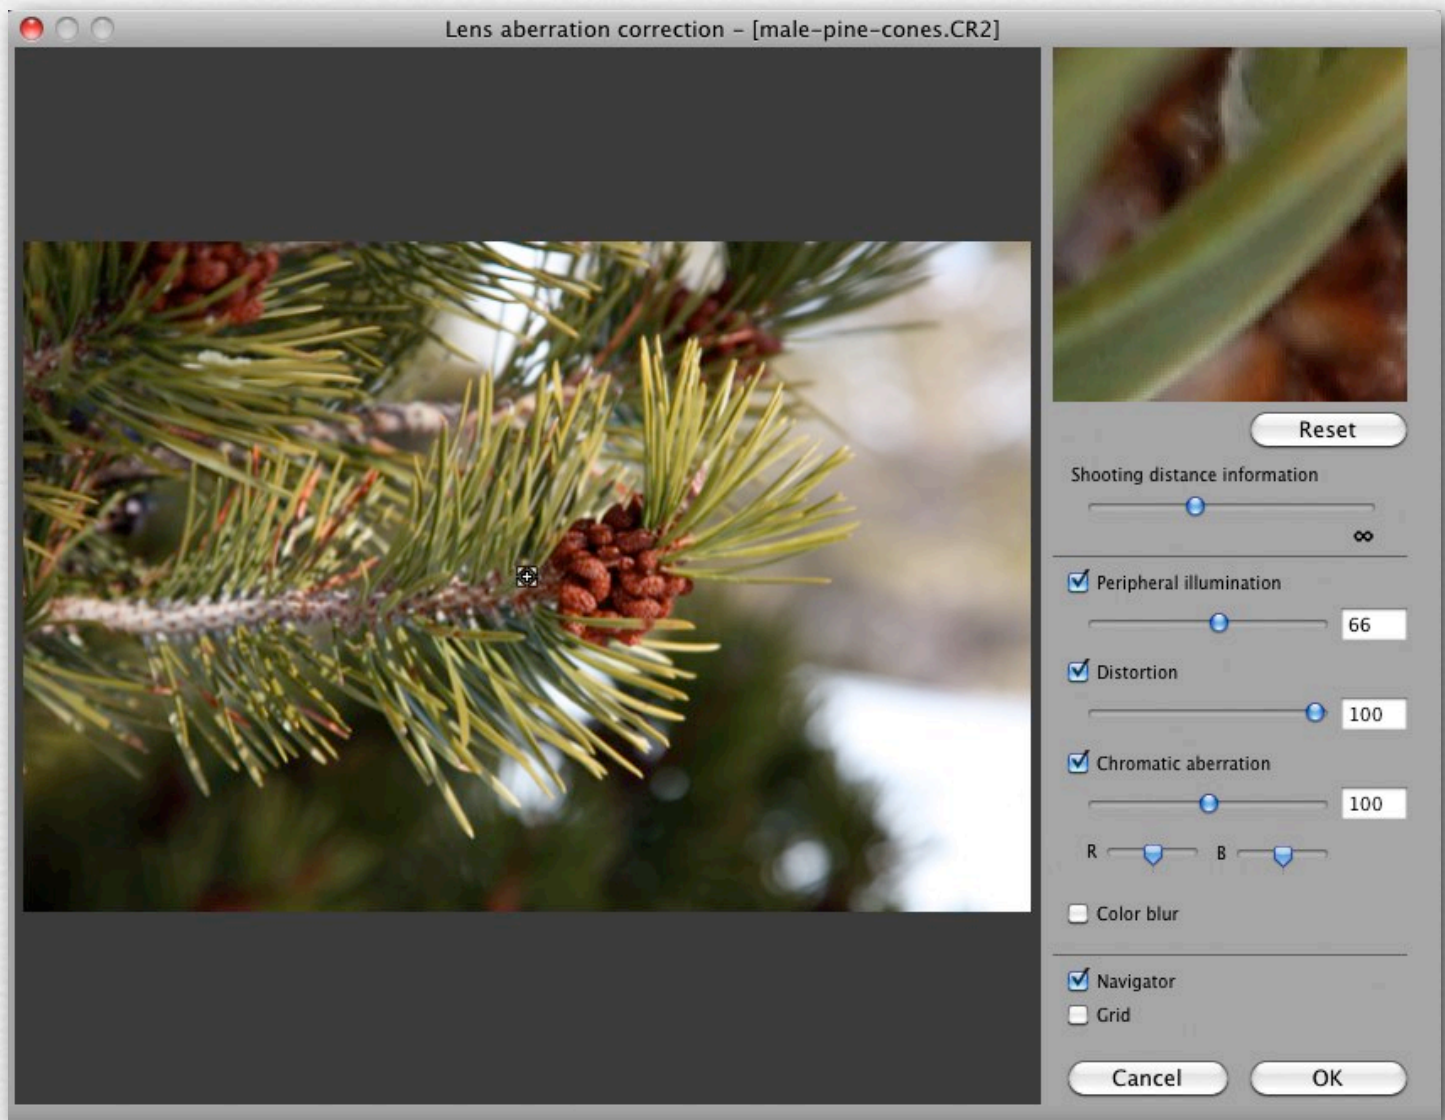 Lens aberration correction – [male-pine-cones.CR2]
Reset
Shooting distance information
∞
Peripheral illumination
66
Distortion
100
Chromatic aberration
100
R B
Color blur
Navigator
Grid
Cancel OK